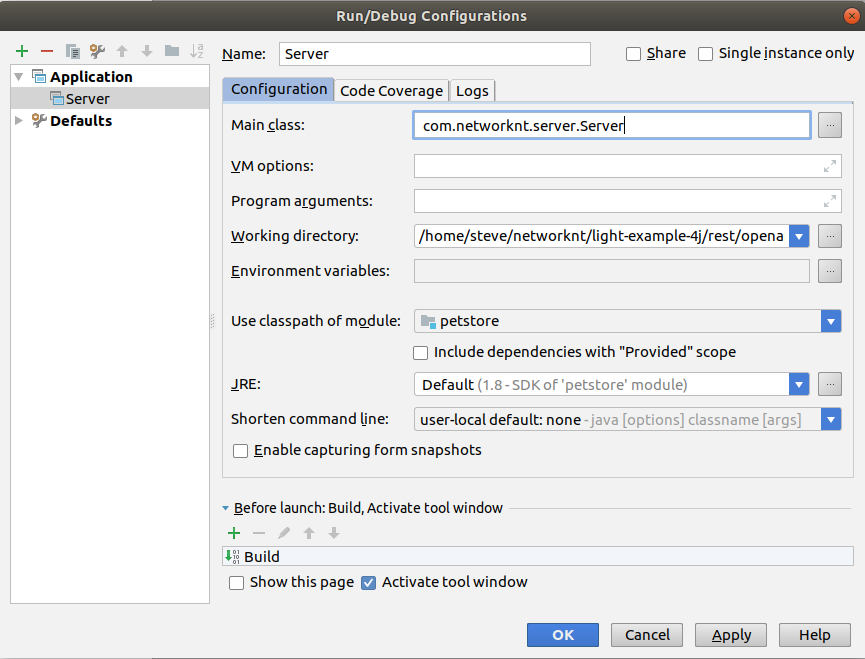 Run/Debug Configurations
Name: Server
Share
Single instance only
Application
Server
Defaults
Configuration
Code Coverage
Logs
Main class: com.networknt.server.Server
VM options:
Program arguments:
Working directory: /home/steve/networknt/light-example-4j/rest/opena
Environment variables:
Use classpath of module: petstore
Include dependencies with "Provided" scope
JRE: Default (1.8 - SDK of 'petstore' module)
Shorten command line: user-local default: none - java [options] classname [args]
Enable capturing form snapshots
Before launch: Build, Activate tool window
Build
Show this page
Activate tool window
OK
Cancel
Apply
Help